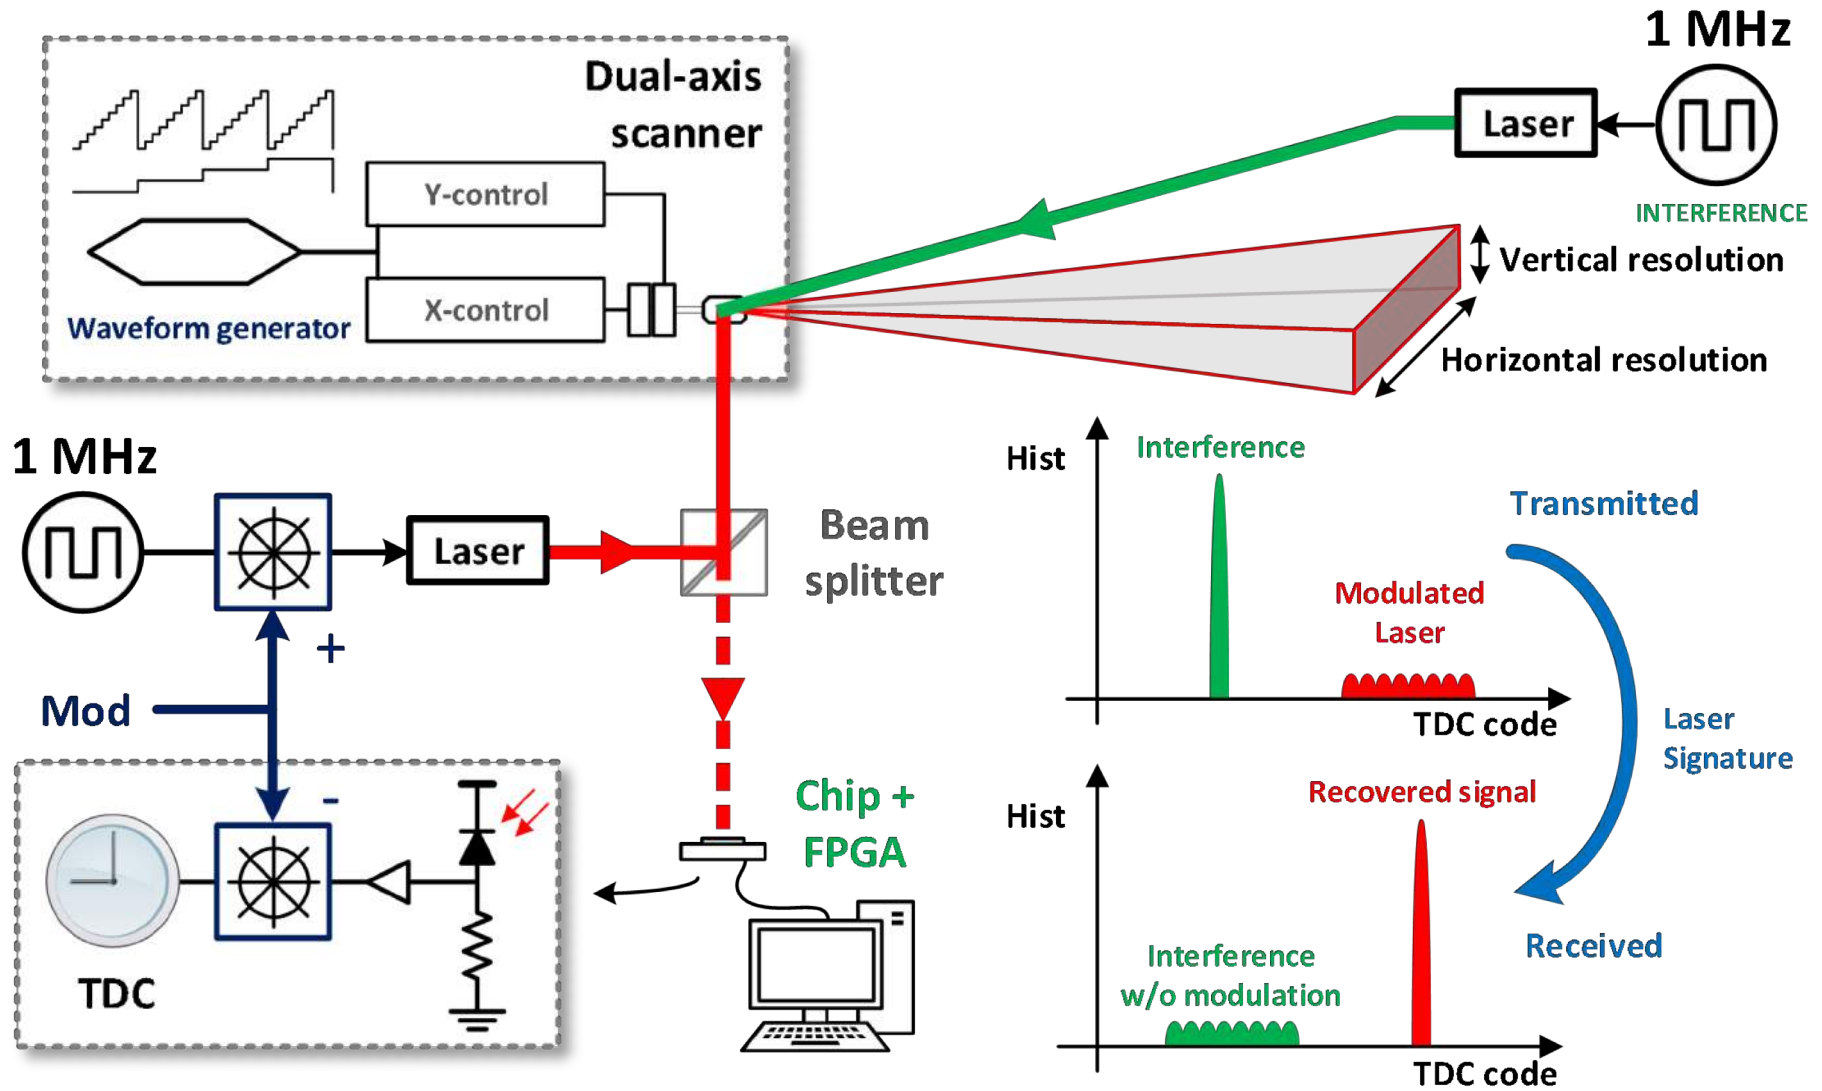 1 MHz
Dual-axis
scanner
Laser
Y-control
INTERFERENCE
Vertical resolution
X-control
Waveform generator
Horizontal resolution
1 MHz
Hist
Interference
Transmitted
Beam
splitter
Laser
Modulated
Laser
+
Mod
TDC code
Laser
Signature
-
Chip +
FPGA
Hist
Recovered signal
Received
Interference
w/o modulation
TDC
TDC code